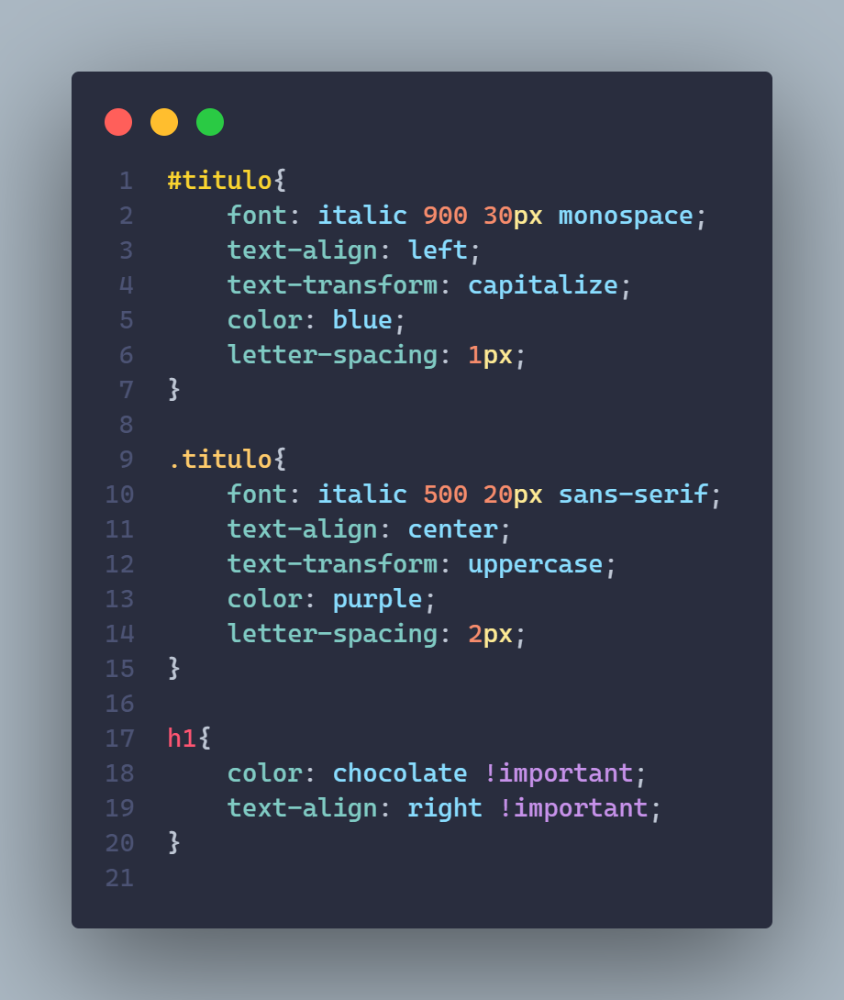 1 #titulo{
2 font: italic 900 30px monospace;
3 text-align: left;
4 text-transform: capitalize;
5 color: blue;
6 letter-spacing: 1px;
7 }
8
9 .titulo{
10 font: italic 500 20px sans-serif;
11 text-align: center;
12 text-transform: uppercase;
13 color: purple;
14 letter-spacing: 2px;
15 }
16
17 h1{
18 color: chocolate !important;
19 text-align: right !important;
20 }
21